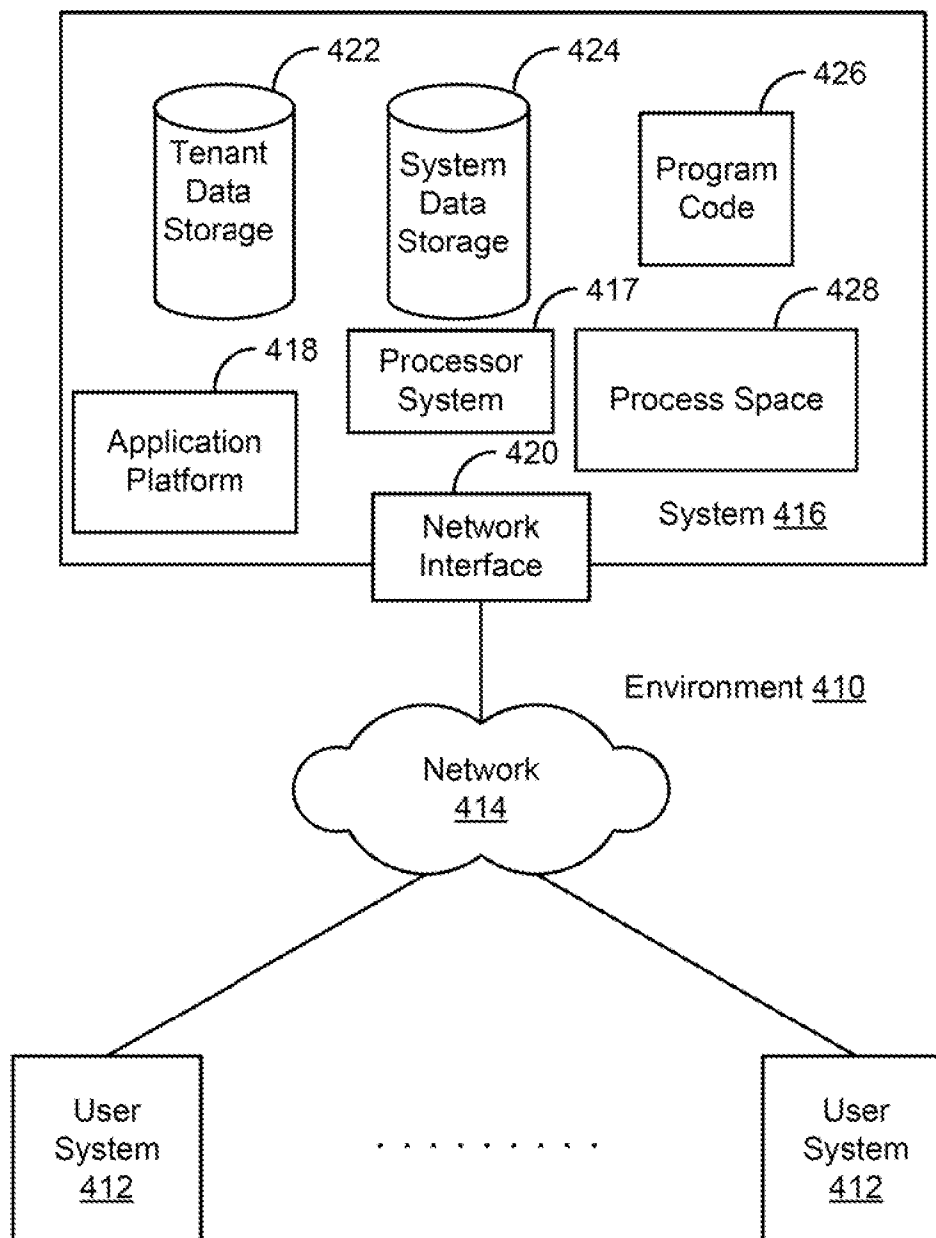 422
424
426
Tenant
Data
Storage
System
Data
Storage
Program
Code
417
428
418
Processor
System
Process Space
Application
Platform
420
System 416
Network
Interface
Environment 410
Network
414
User
System
412
. . . . . . . . .
User
System
412